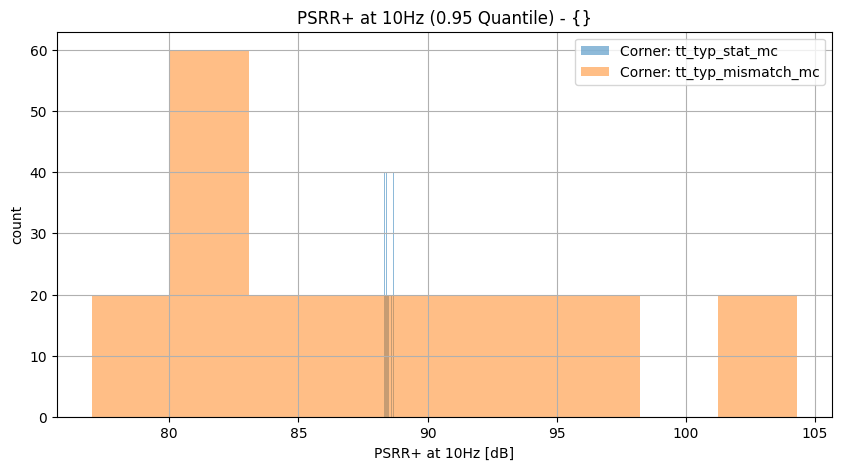 PSRR+ at 10Hz (0.95 Quantile) - {}
Corner: tt_typ_stat_mc
Corner: tt_typ_mismatch_mc
60
50
40
30
20
10
0
count
80
85
90
95
100
105
PSRR+ at 10Hz [dB]